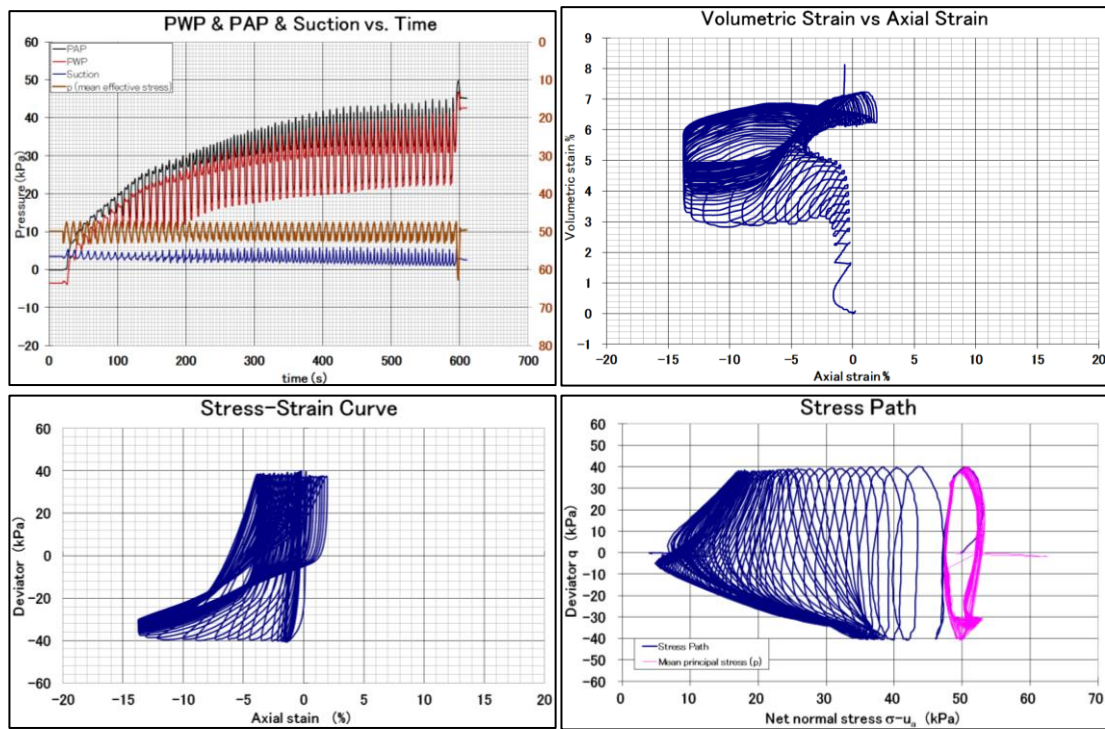 PWP & PAP & Suction vs. Time
60
50
40
30
20
10
0
-10
-20
0
10
20
30
40
50
60
70
80
PAP
PWP
Suction
p (mean effective stress)
Pressure (kPa)
0 100 200 300 400 500 600 700
time (s)
Volumetric Strain vs Axial Strain
9
8
7
6
5
4
3
2
1
0
-1
Volumetric stain %
-20 -15 -10 -5 0 5 10 15 20
Axial strain %
Stress-Strain Curve
60
40
20
0
-20
-40
-60
Deviator (kPa)
-20 -15 -10 -5 0 5 10 15 20
Axial stain (%)
Stress Path
60
50
40
30
20
10
0
-10
-20
-30
-40
-50
-60
Deviator q (kPa)
Stress Path
Mean principal stress (p)
0 10 20 30 40 50 60 70
Net normal stress σ-uₐ (kPa)